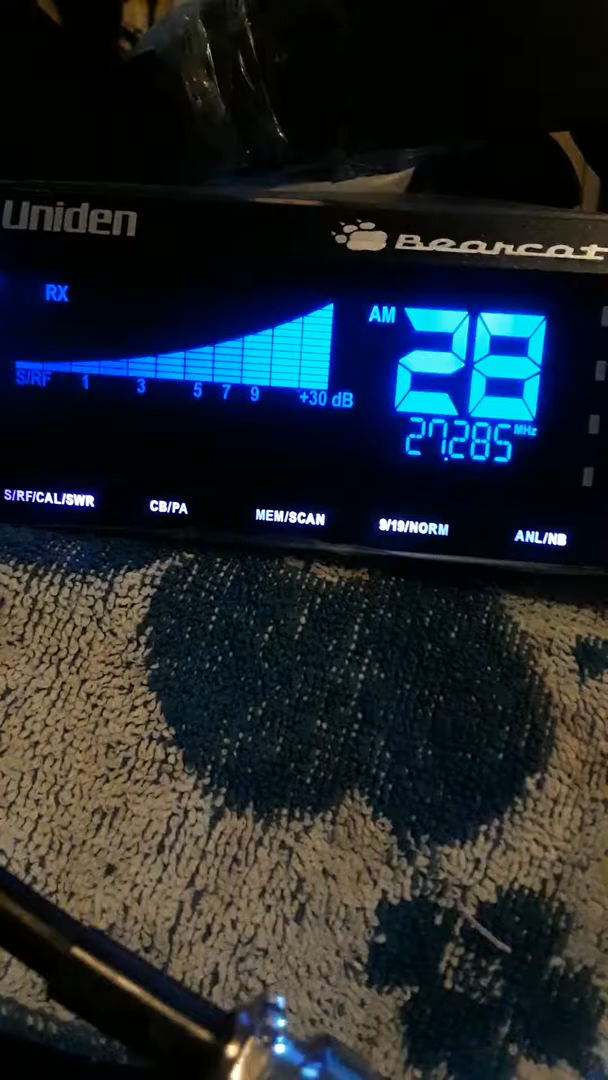 Uniden
Bearcat
RX
AM 28
S/RF 1 3 5 7 9 +30 dB
27.285 MHz
S/RF/CAL/SWR CB/PA MEM/SCAN 9/19/NORM ANL/NB